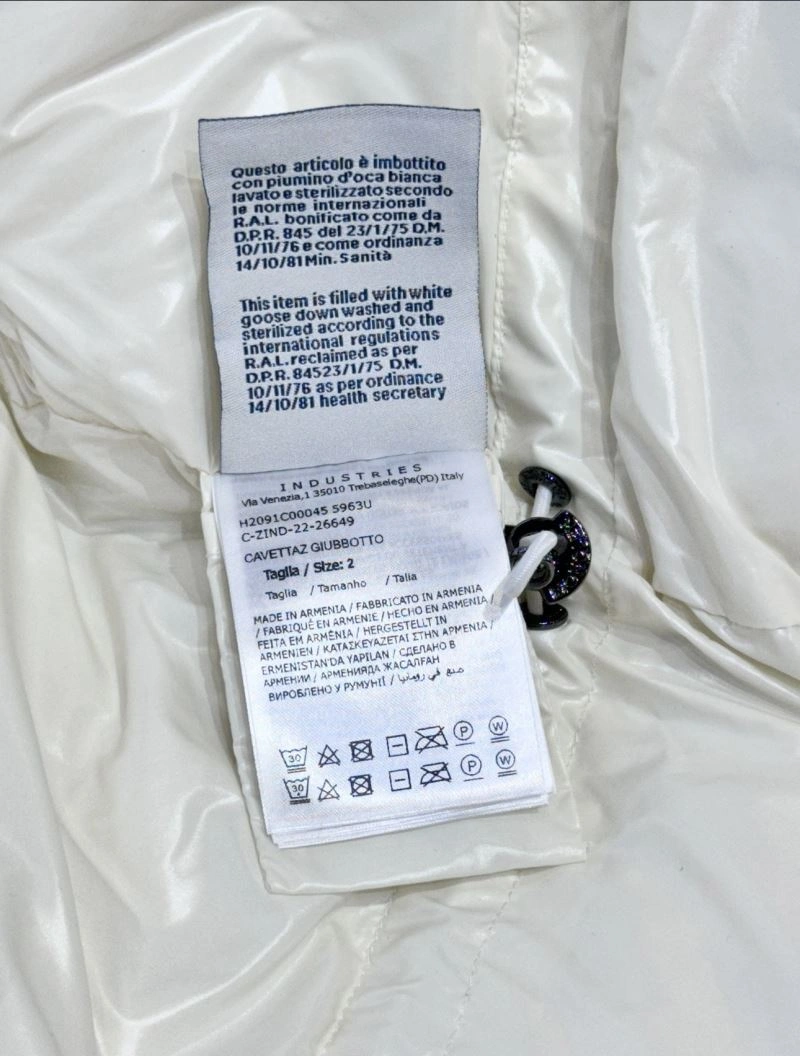 Questo articolo è imbottito
con piumino d'oca bianca
lavato e sterilizzato secondo
le norme internazionali
R.A.L. bonificato come da
D.P.R. 845 del 23/1/75 D.M.
10/11/76 e come ordinanza
14/10/81 Min. Sanità
This item is filled with white
goose down washed and
sterilized according to the
international regulations
R.A.L. reclaimed as per
D.P.R. 84523/1/75 D.M.
10/11/76 as per ordinance
14/10/81 health secretary
INDUSTRIES
Via Venezia,1 35010 Trebaseleghe(PD) Italy
H2091C00045 5963U
C-ZIND-22-26649
CAVETTAZ GIUBBOTTO
Taglia / Size: 2
Taglia / Tamanho / Talia
MADE IN ARMENIA / FABBRICATO IN ARMENIA
/ FABRIQUÉ EN ARMENIE / HECHO EN ARMENIA
FEITA EM ARMÊNIA / HERGESTELLT IN
ARMENIEN / ΚΑΤΑΣΚΕΥΑΖΕΤΑΙ ΣΤΗΝ ΑΡΜΕΝΙΑ /
ERMENISTAN'DA YAPILAN / СДЕЛАНО В
АРМЕНИИ / АРМЕНИЯДА ЖАСАЛҒАН
ВИРОБЛЕНО У РУМУНІЇ / صنع في رومانيا
30 P W
30 P W